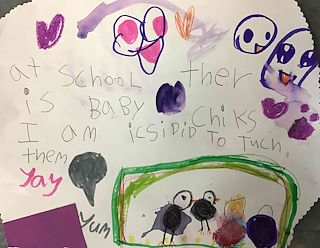 at SCHOOL ther
is BABY CHiKS
I am icsiDiD To Tuch.
them
Yay
Yum